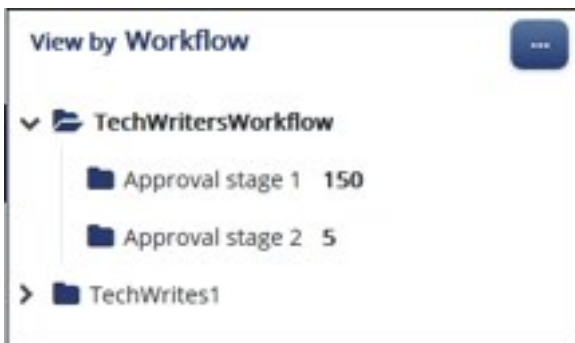 View by Workflow
...
TechWritersWorkflow
Approval stage 1 150
Approval stage 2 5
TechWrites1